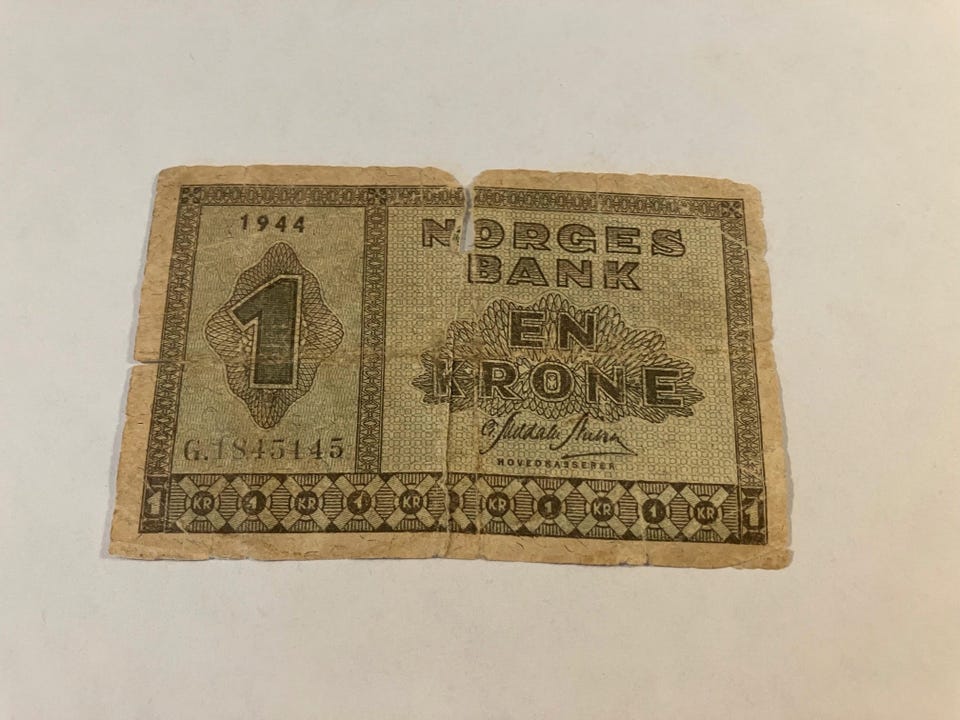 1944
NORGES
BANK
1
EN
KRONE
G.1845145
HOVEDKASSERER
1 KR 1 KR 1 KR 1 KR 1 KR 1 KR 1